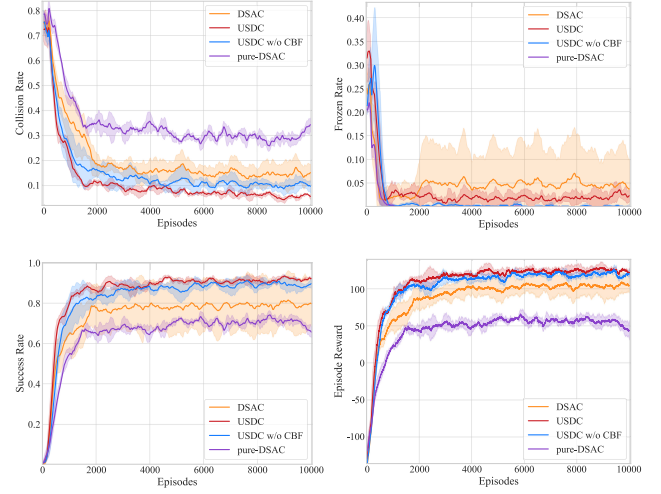 0.8
0.7
0.6
0.5
0.4
0.3
0.2
0.1
Collision Rate
0
2000
4000
6000
8000
10000
Episodes
DSAC
USDC
USDC w/o CBF
pure-DSAC
0.40
0.35
0.30
0.25
0.20
0.15
0.10
0.05
Frozen Rate
0
2000
4000
6000
8000
10000
Episodes
DSAC
USDC
USDC w/o CBF
pure-DSAC
1.0
0.8
0.6
0.4
0.2
Success Rate
0
2000
4000
6000
8000
10000
Episodes
DSAC
USDC
USDC w/o CBF
pure-DSAC
100
50
0
-50
-100
Episode Reward
0
2000
4000
6000
8000
10000
Episodes
DSAC
USDC
USDC w/o CBF
pure-DSAC